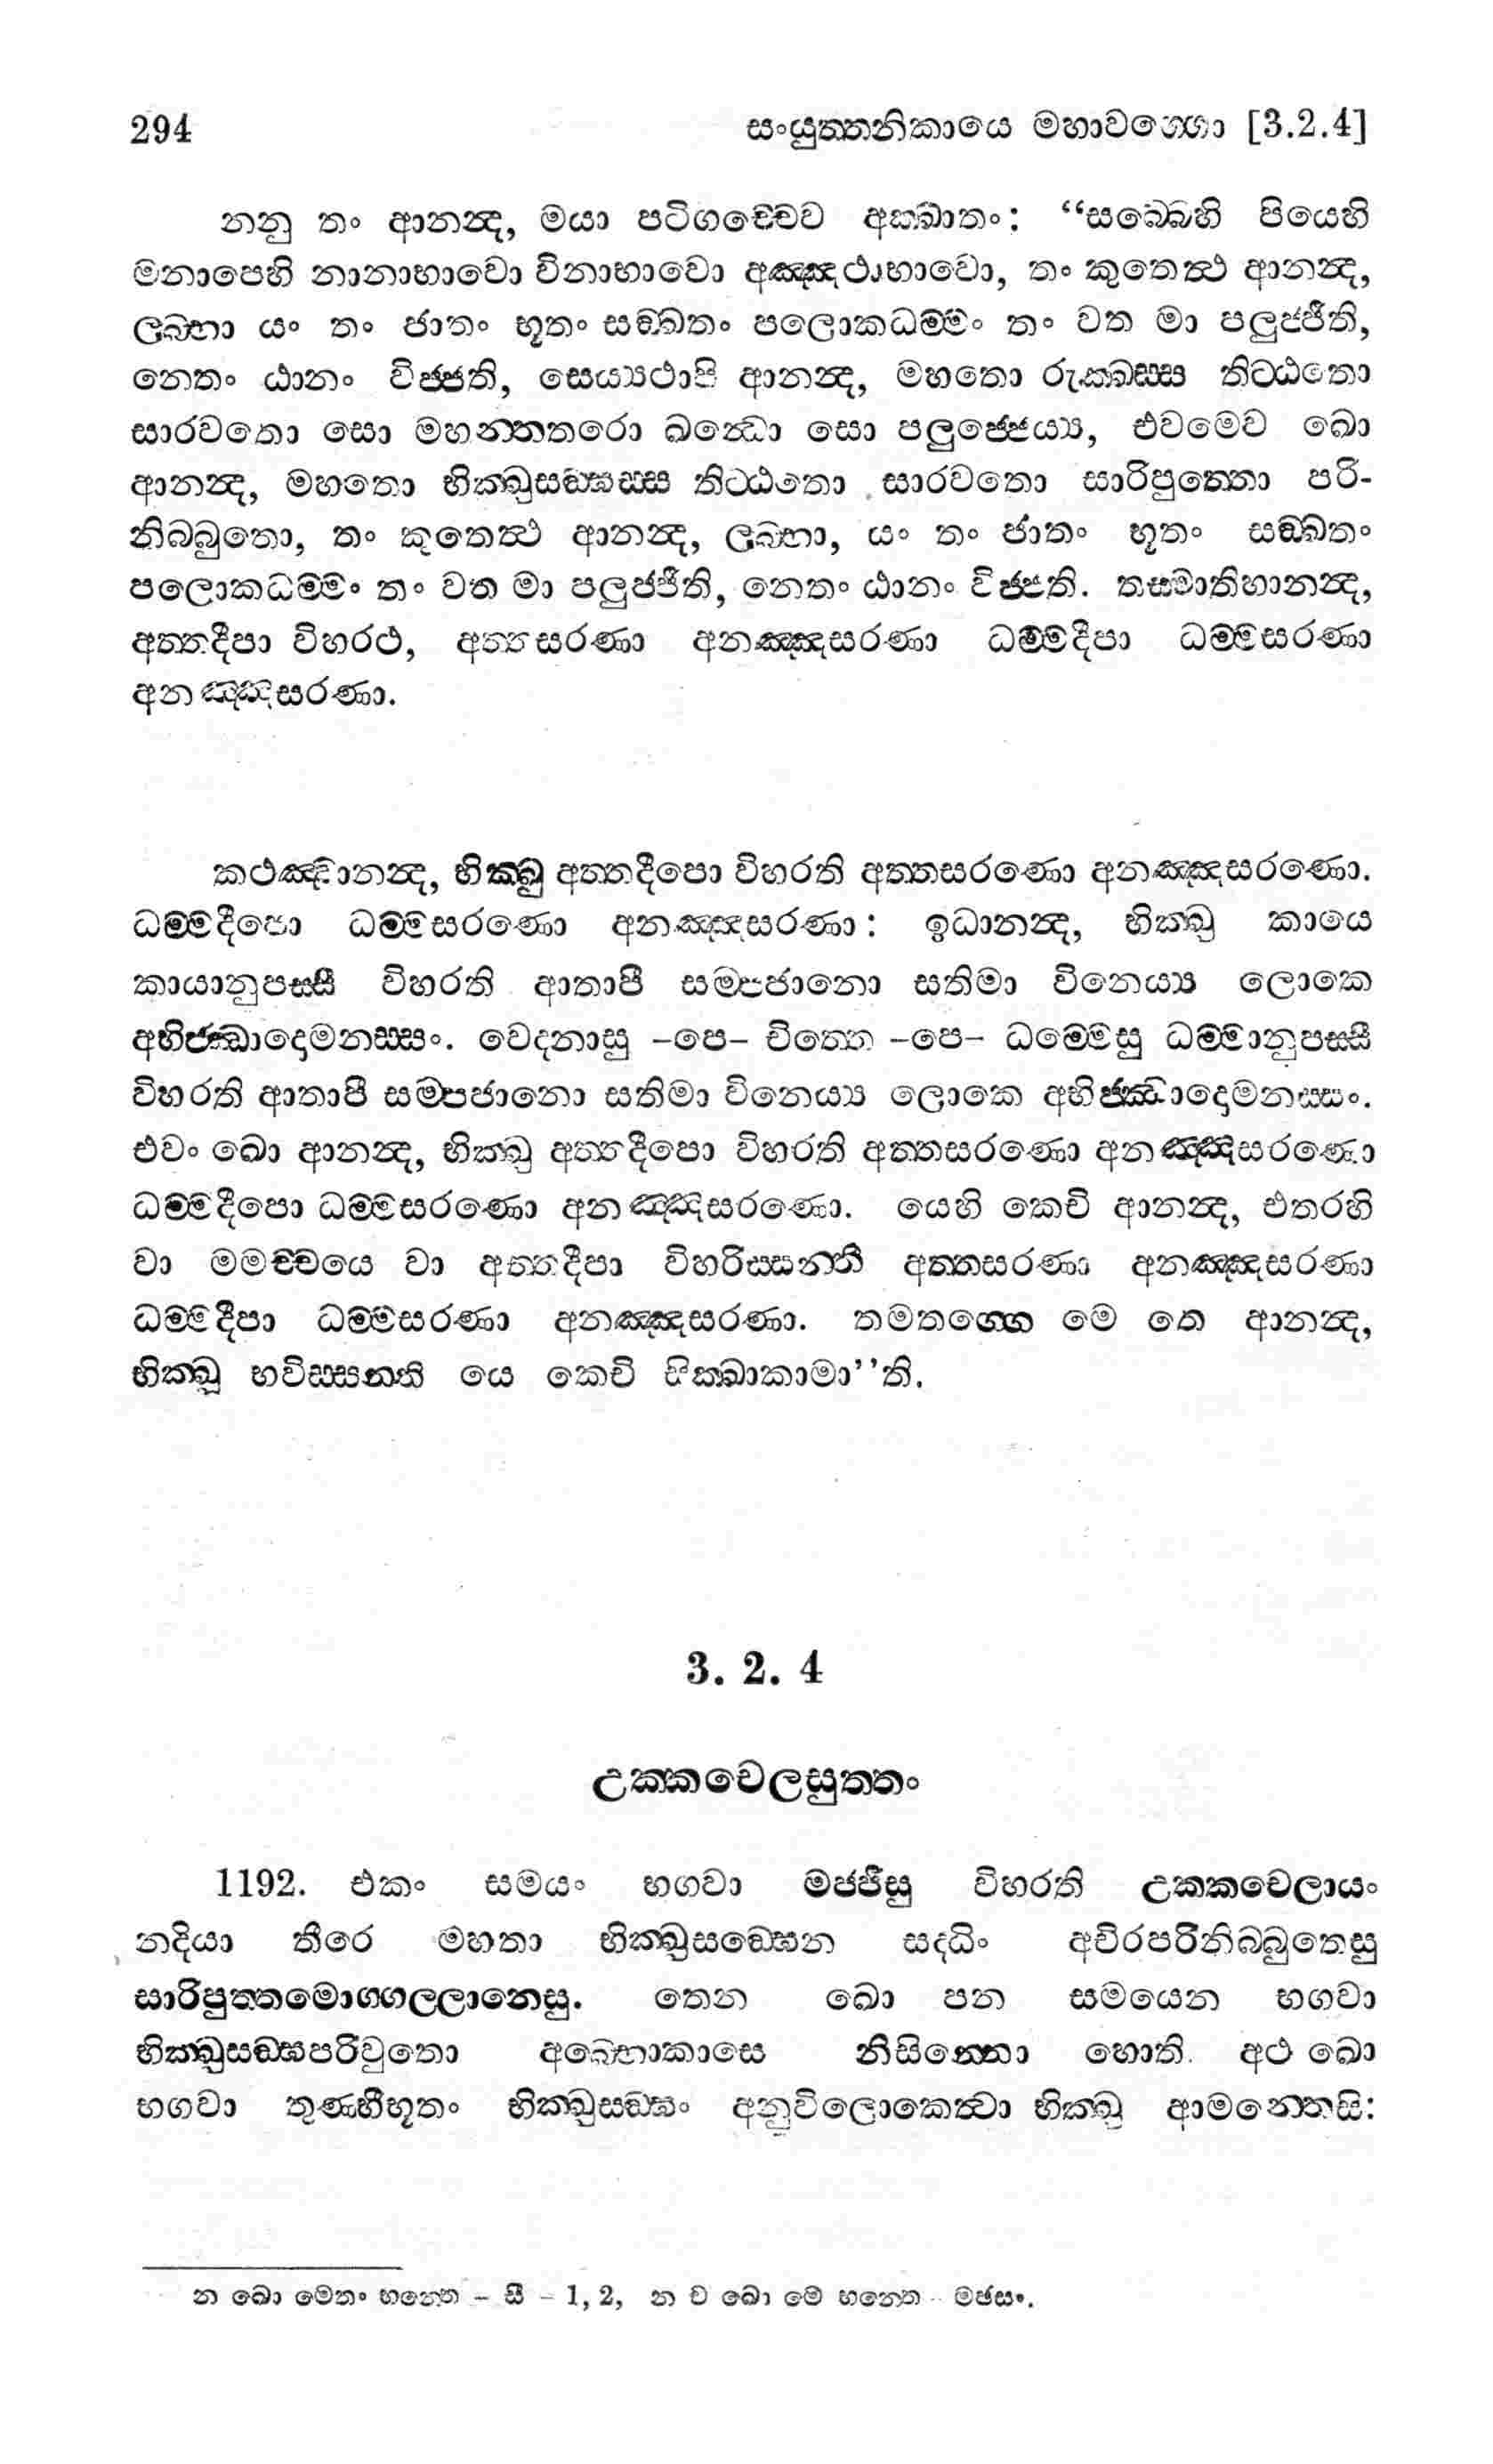 294 සංයුත්තනිකායෙ මහාවග්ගො [3.2.4]
නනු තං ආනන්ද, මයා පටිගච්චෙව අක්ඛාතං: “සබ්බෙහි පියෙහි
මනාපෙහි නානාභාවො විනාභාවො අඤ්ඤථාභාවො, තං කුතෙත්ථ ආනන්ද,
ලබ්භා යං තං ජාතං භූතං සඞ්ඛතං පලොකධම්මං තං වත මා පලුජ්ජීති,
නෙතං ඨානං විජ්ජති, සෙය්‍යථාපි ආනන්ද, මහතො රුක්ඛස්ස තිට්ඨතො
සාරවතො සො මහන්තතරො ඛන්ධො සො පලුජ්ජෙය්‍ය, එවමෙව ඛො
ආනන්ද, මහතො භික්ඛුසඞ්ඝස්ස තිට්ඨතො සාරවතො සාරිපුත්තො පරි-
නිබ්බුතො, තං කුතෙත්ථ ආනන්ද, ලබ්භා, යං තං ජාතං භූතං සඞ්ඛතං
පලොකධම්මං තං වත මා පලුජ්ජීති, නෙතං ඨානං විජ්ජති. තස්මාතිහානන්ද,
අත්තදීපා විහරථ, අත්තසරණා අනඤ්ඤසරණා ධම්මදීපා ධම්මසරණා
අනඤ්ඤසරණා.
කථඤ්චානන්ද, භික්ඛු අත්තදීපො විහරති අත්තසරණො අනඤ්ඤසරණො.
ධම්මදීපො ධම්මසරණො අනඤ්ඤසරණා: ඉධානන්ද, භික්ඛු කායෙ
කායානුපස්සී විහරති ආතාපී සම්පජානො සතිමා විනෙය්‍ය ලොකෙ
අභිජ්ඣාදොමනස්සං. වෙදනාසු -පෙ- චිත්තෙ -පෙ- ධම්මෙසු ධම්මානුපස්සී
විහරති ආතාපී සම්පජානො සතිමා විනෙය්‍ය ලොකෙ අභිජ්ඣාදොමනස්සං.
එවං ඛො ආනන්ද, භික්ඛු අත්තදීපො විහරති අත්තසරණො අනඤ්ඤසරණො
ධම්මදීපො ධම්මසරණො අනඤ්ඤසරණො. යෙහි කෙචි ආනන්ද, එතරහි
වා මමච්චයෙ වා අත්තදීපා විහරිස්සන්ති අත්තසරණා අනඤ්ඤසරණා
ධම්මදීපා ධම්මසරණා අනඤ්ඤසරණා. තමතග්ගෙ මෙ තෙ ආනන්ද,
භික්ඛූ භවිස්සන්ති යෙ කෙචි සික්ඛාකාමා’’ති.
3. 2. 4
උක්කචෙලසුත්තං
1192. එකං සමයං භගවා මජ්ජීසු විහරති උක්කචෙලායං
නදියා තීරෙ මහතා භික්ඛුසඞ්ඝෙන සද්ධිං අචිරපරිනිබ්බුතෙසු
සාරිපුත්තමොග්ගල්ලානෙසු. තෙන ඛො පන සමයෙන භගවා
භික්ඛුසඞ්ඝපරිවුතො අබ්භොකාසෙ නිසින්නො හොති. අථ ඛො
භගවා තුණ්හීභූතං භික්ඛුසඞ්ඝං අනුවිලොකෙත්වා භික්ඛු ආමන්තෙසි:
න ඛො මෙතං භන්තෙ - සී - 1, 2, න ච ඛො මෙ භන්තෙ - මඡසං.